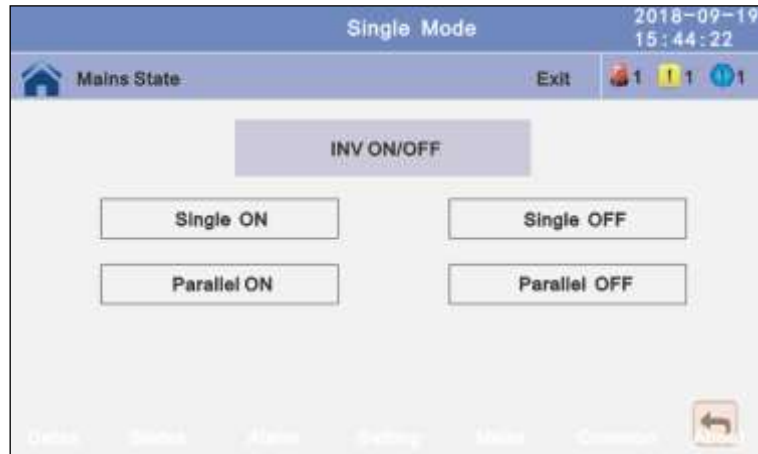 Single Mode
2018-09-19
15:44:22
Mains State Exit 1 ! 1 1
INV ON/OFF
Single ON Single OFF
Parallel ON Parallel OFF